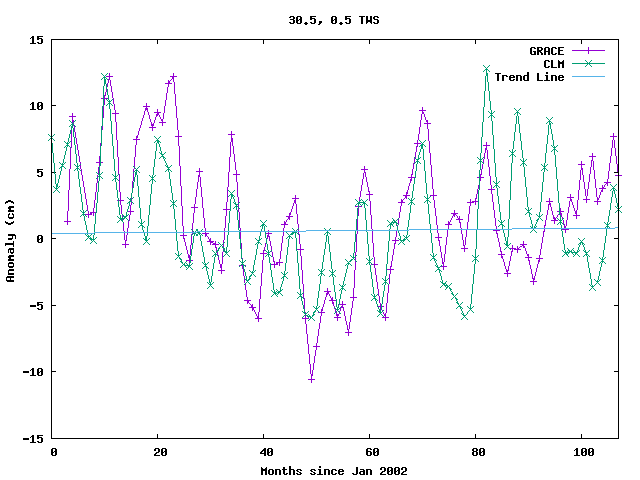 30.5, 0.5 TWS
GRACE
CLM
Trend Line
15
10
5
0
-5
-10
-15
Anomaly (cm)
0 20 40 60 80 100
Months since Jan 2002